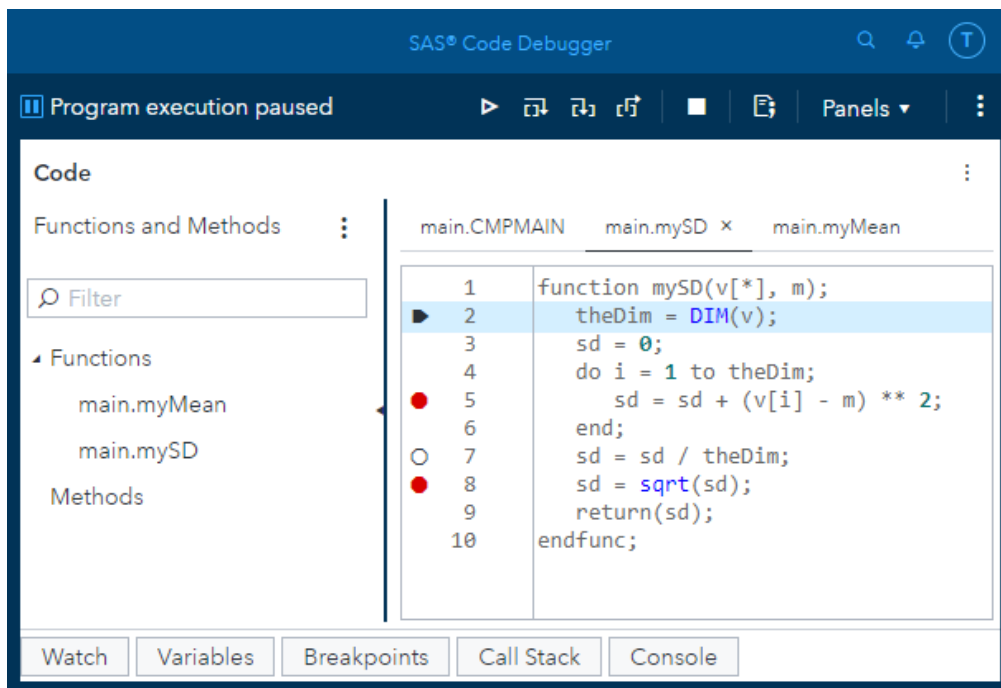 SAS® Code Debugger
T
Program execution paused
Panels
Code
Functions and Methods
main.CMPMAIN main.mySD × main.myMean
Filter
Functions
main.myMean
main.mySD
Methods
1 function mySD(v[*], m);
2 theDim = DIM(v);
3 sd = 0;
4 do i = 1 to theDim;
5 sd = sd + (v[i] - m) ** 2;
6 end;
7 sd = sd / theDim;
8 sd = sqrt(sd);
9 return(sd);
10 endfunc;
Watch Variables Breakpoints Call Stack Console